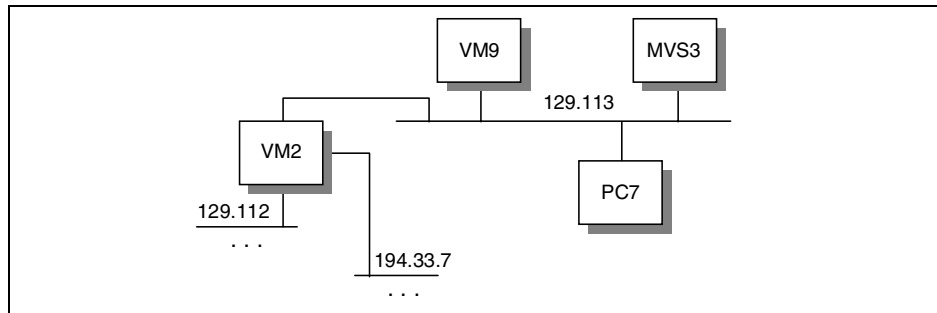 VM9
MVS3
129.113
VM2
PC7
129.112
. . .
194.33.7
. . .